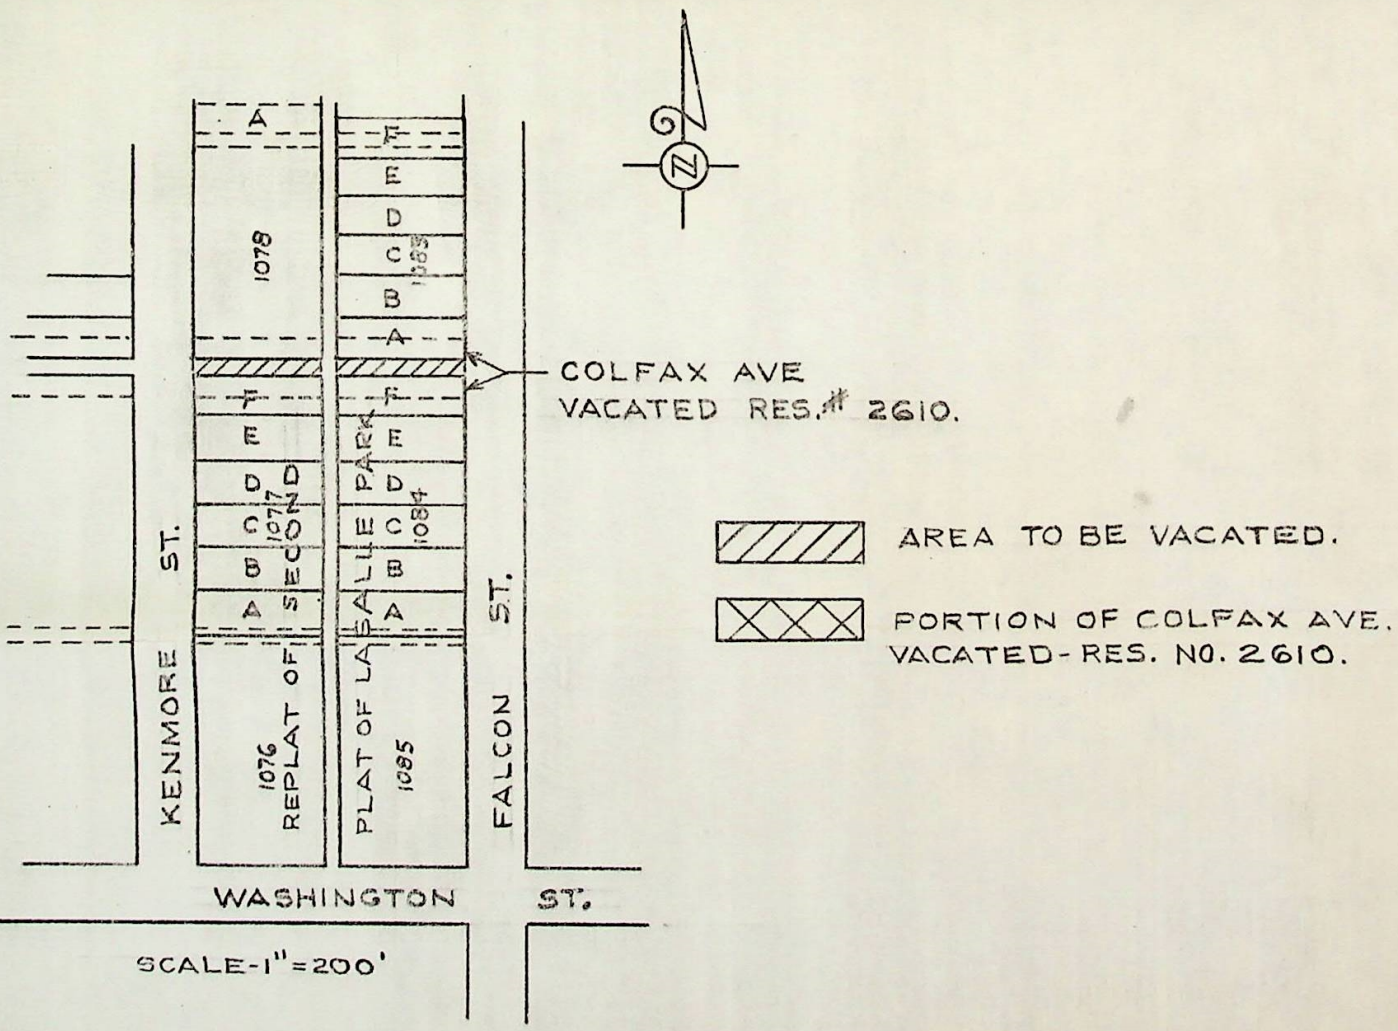 N
A
1078
F
E
D
C
B
A
1083
COLFAX AVE
VACATED RES.# 2610.
F
E
D
C
B
A
1077
F
E
D
C
B
A
1084
AREA TO BE VACATED.
PORTION OF COLFAX AVE.
VACATED-RES. NO. 2610.
KENMORE ST.
1076
REPLAT OF SECOND
PLAT OF LA SALLE PARK
1085
FALCON ST.
WASHINGTON ST.
SCALE-1"=200'